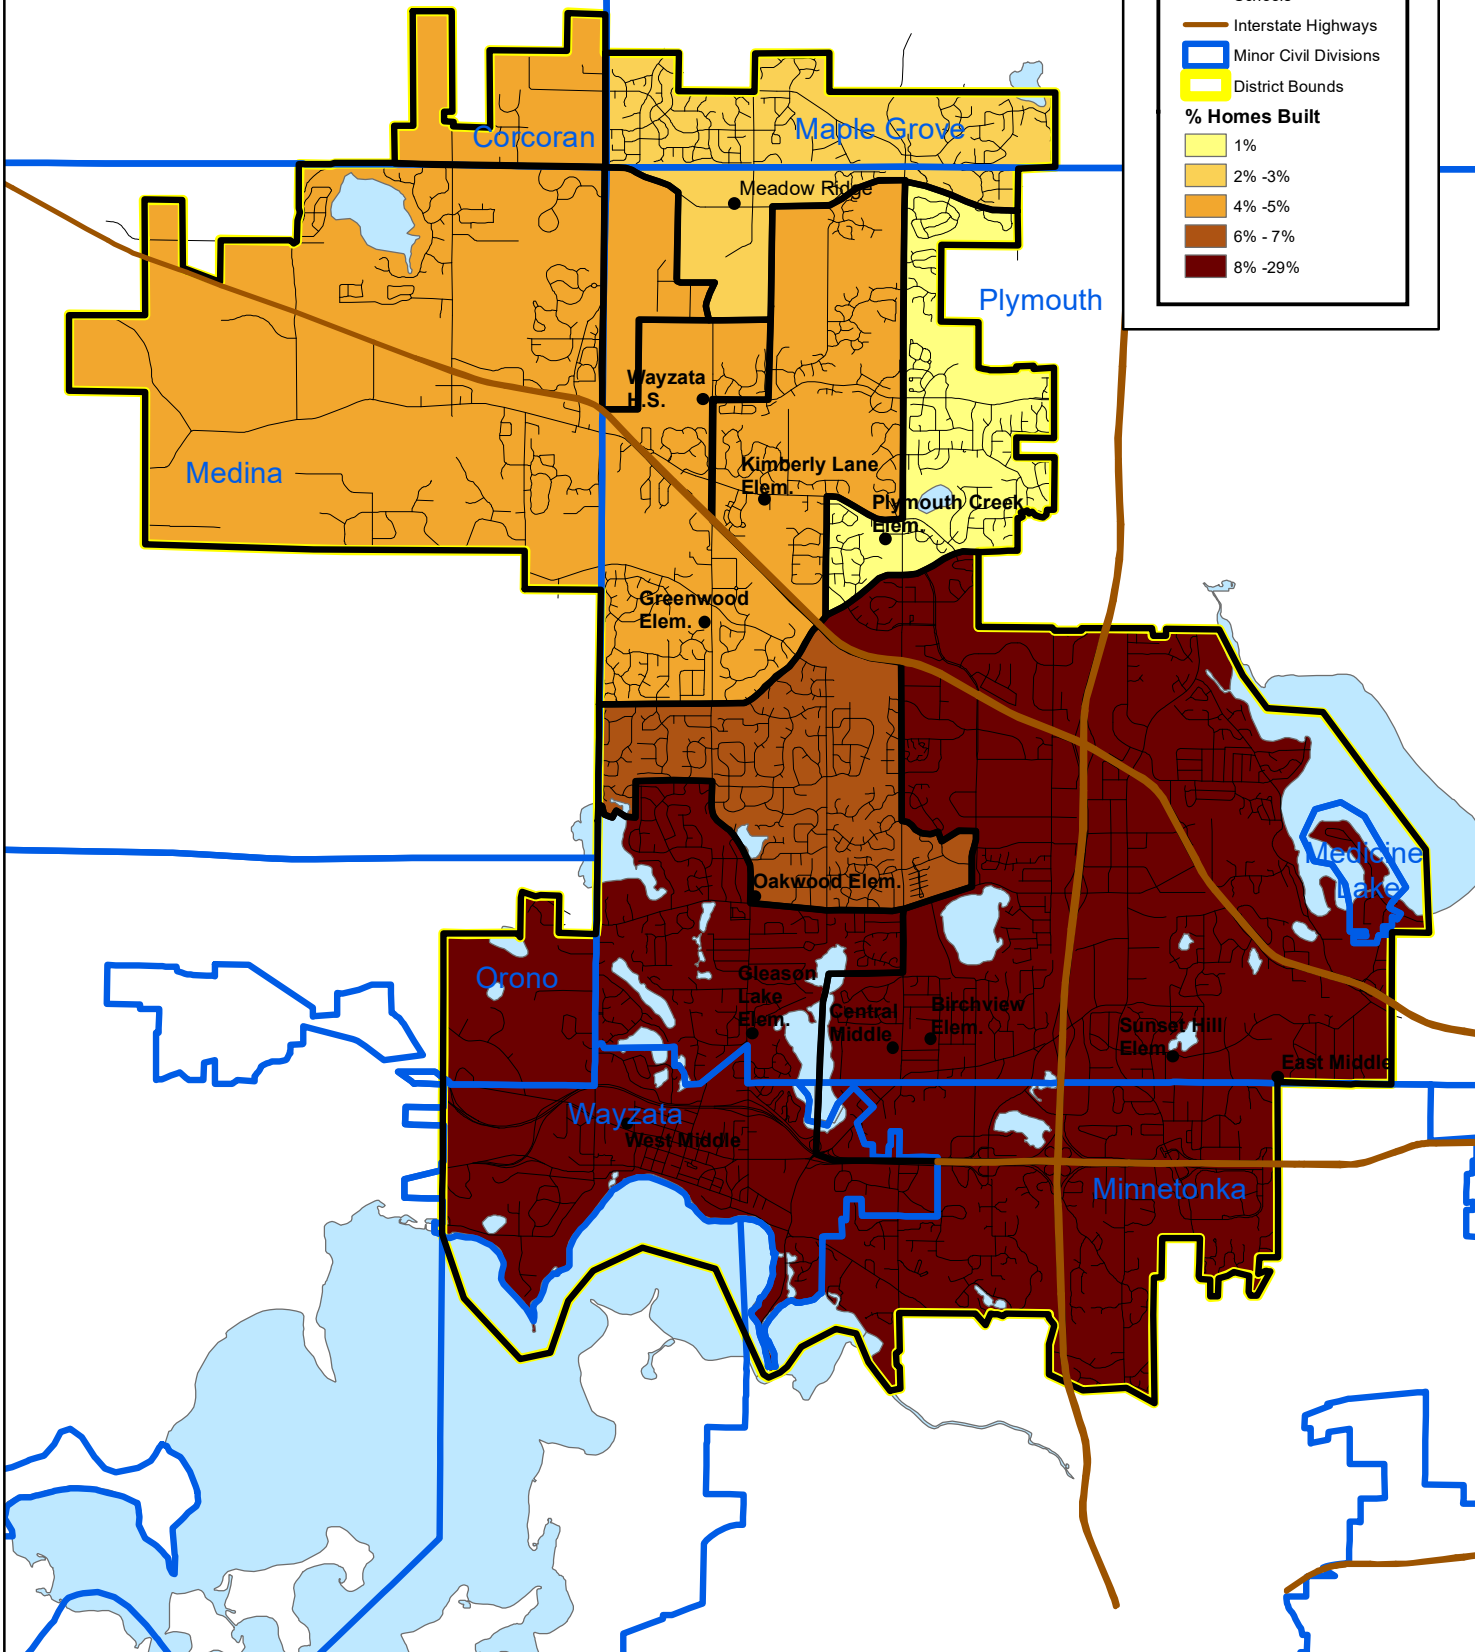 Interstate Highways
Minor Civil Divisions
District Bounds
% Homes Built
1%
2% -3%
4% -5%
6% - 7%
8% -29%
Corcoran
Maple Grove
Meadow Ridge
Plymouth
Wayzata
H.S.
Medina
Kimberly Lane
Elem.
Plymouth Creek
Elem.
Greenwood
Elem.
Medicine
Lake
Oakwood Elem.
Orono
Gleason
Lake
Elem.
Central
Middle
Birchview
Elem.
Sunset Hill
Elem.
East Middle
Wayzata
West Middle
Minnetonka